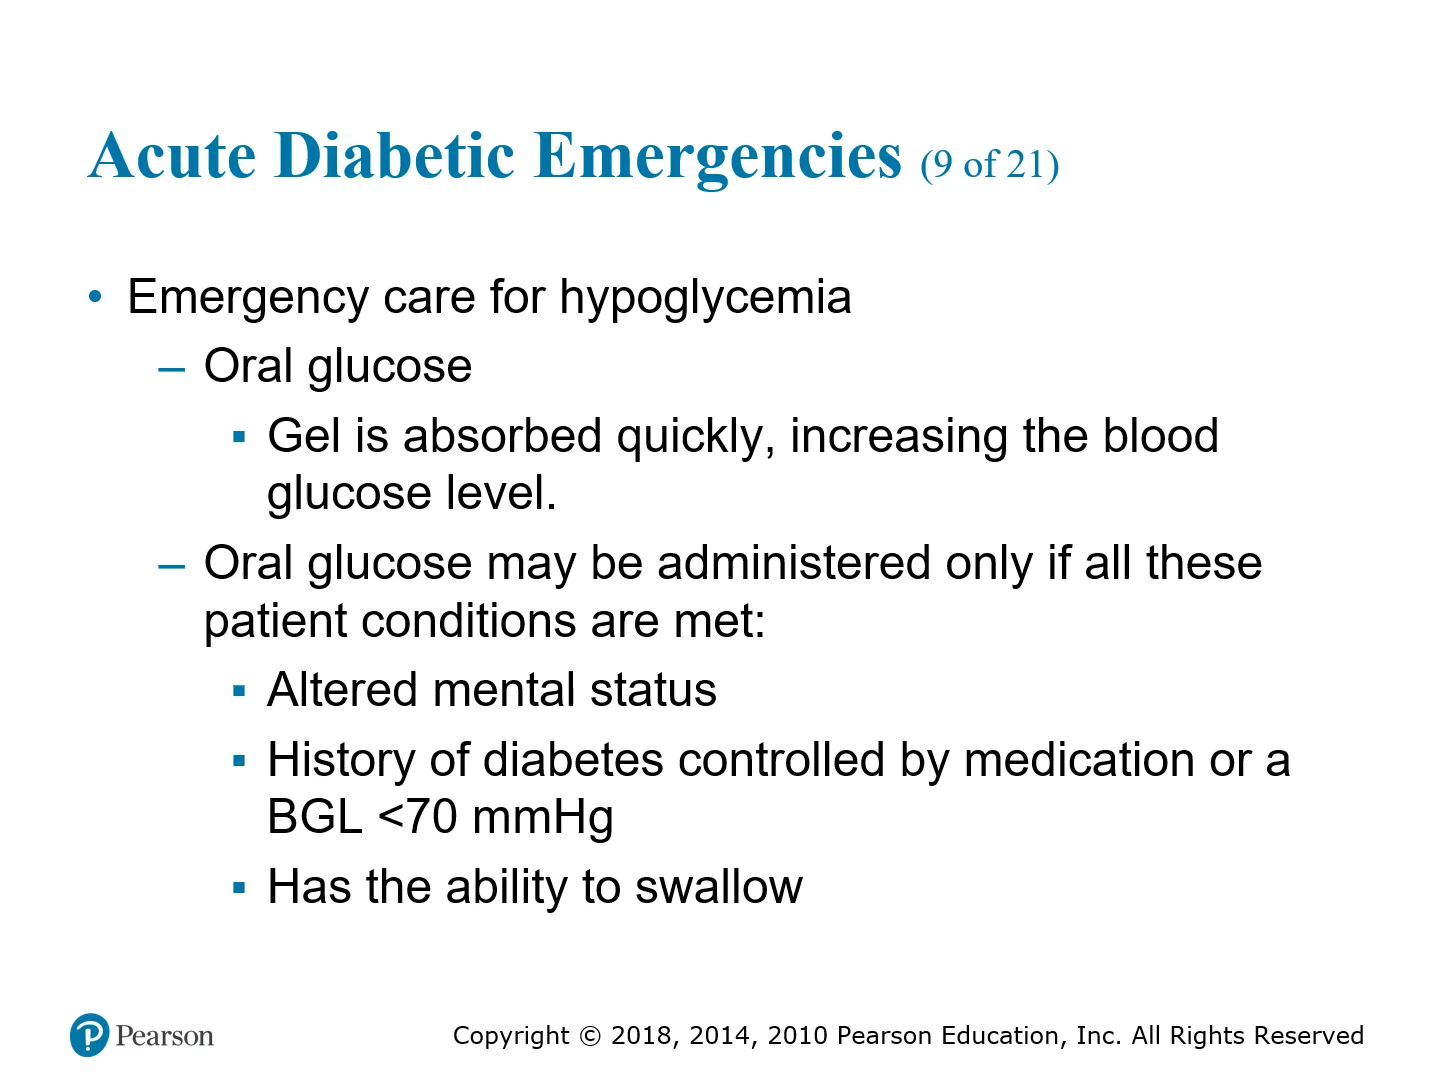 Acute Diabetic Emergencies (9 of 21)
• Emergency care for hypoglycemia
– Oral glucose
▪ Gel is absorbed quickly, increasing the blood
glucose level.
– Oral glucose may be administered only if all these
patient conditions are met:
▪ Altered mental status
▪ History of diabetes controlled by medication or a
BGL <70 mmHg
▪ Has the ability to swallow
Pearson
Copyright © 2018, 2014, 2010 Pearson Education, Inc. All Rights Reserved